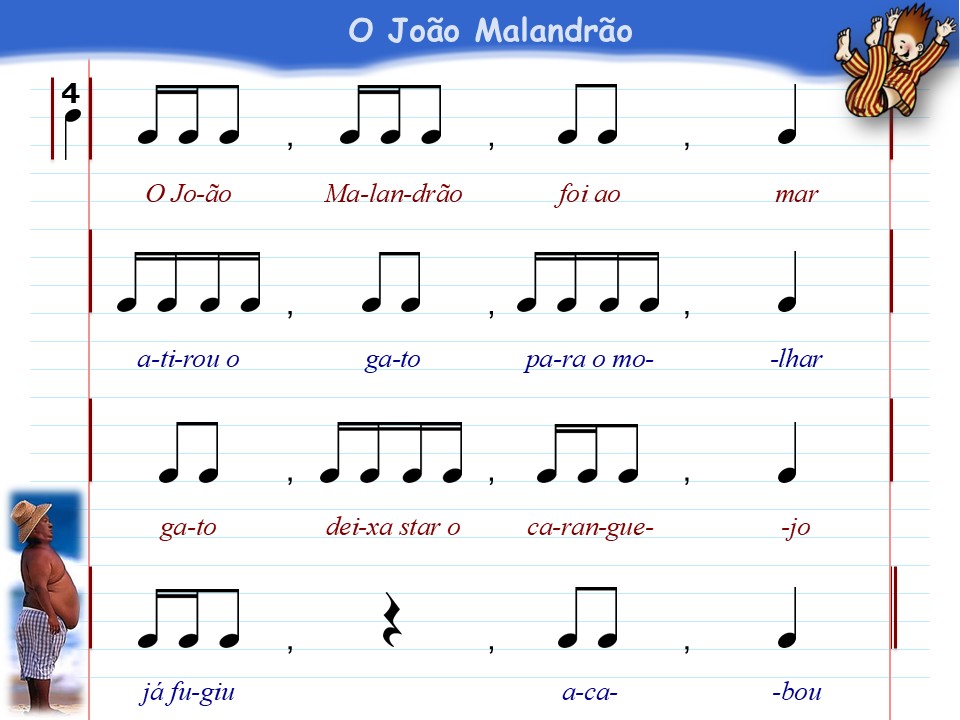 O João Malandrão
4
, , ,
O Jo-ão Ma-lan-drão foi ao mar
, , ,
a-ti-rou o ga-to pa-ra o mo- -lhar
, , ,
ga-to dei-xa star o ca-ran-gue- -jo
, , ,
já fu-giu a-ca- -bou